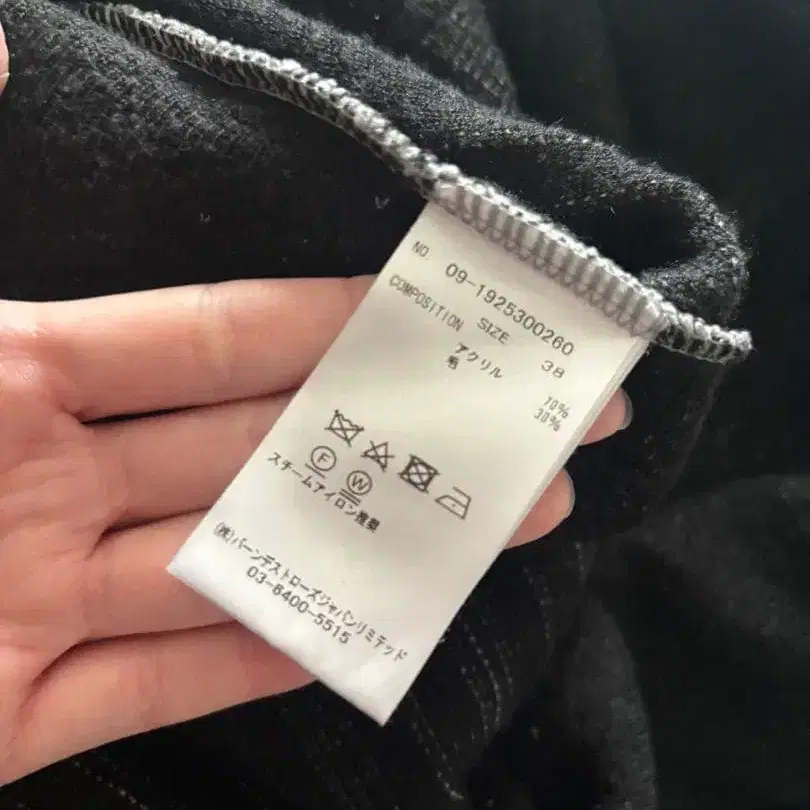 NO. 09-1925300260
SIZE 38
COMPOSITION
アクリル 70%
毛 30%
F W
スチームアイロン推奨
(株)バーンデストローズジャパンリミテッド
03-6400-5515